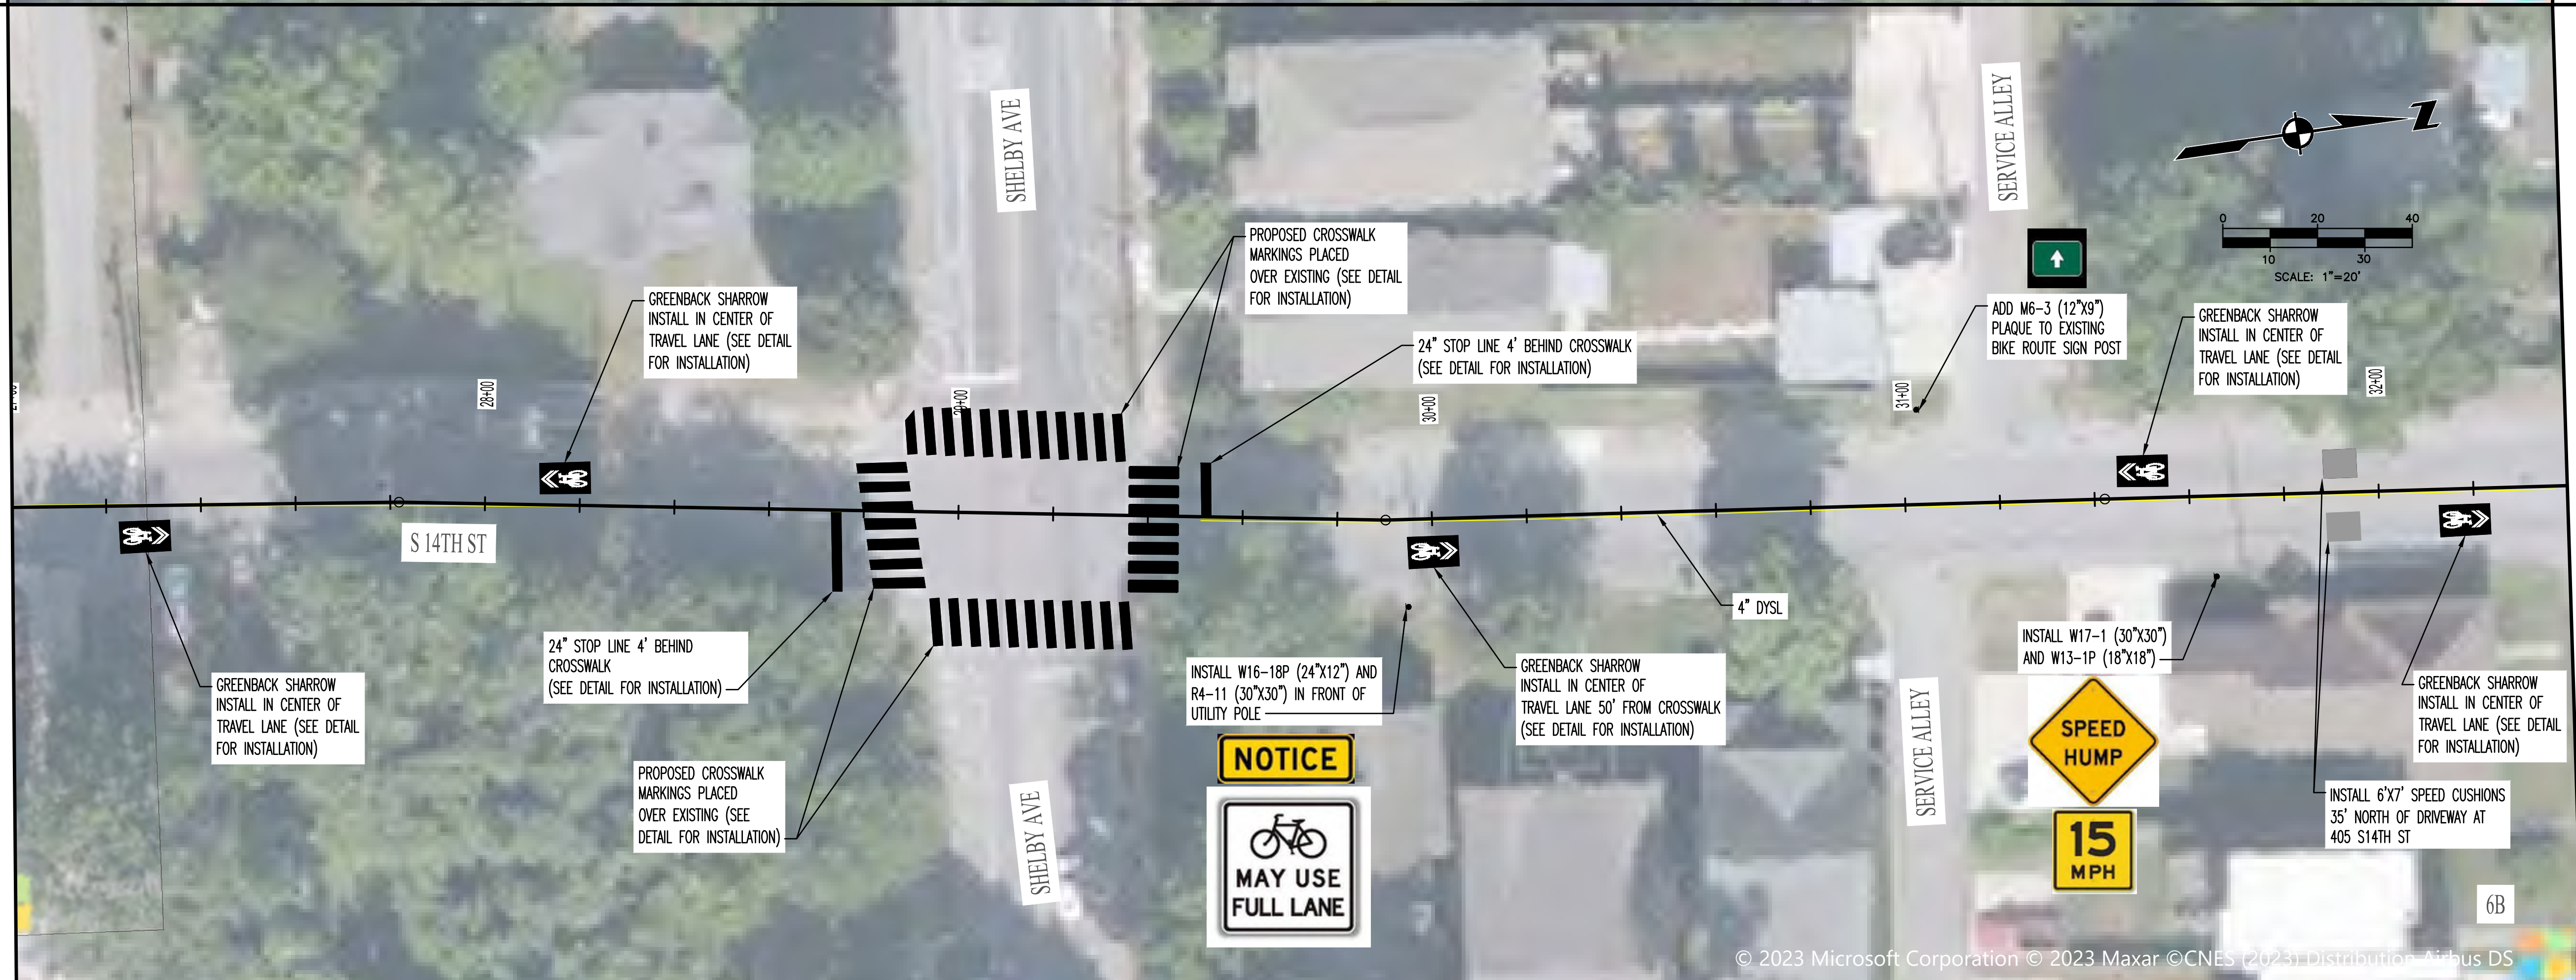 SHELBY AVE
SERVICE ALLEY
Z
0 20 40
10 30
SCALE: 1"=20'
PROPOSED CROSSWALK
MARKINGS PLACED
OVER EXISTING (SEE DETAIL
FOR INSTALLATION)
GREENBACK SHARROW
INSTALL IN CENTER OF
TRAVEL LANE (SEE DETAIL
FOR INSTALLATION)
24" STOP LINE 4' BEHIND CROSSWALK
(SEE DETAIL FOR INSTALLATION)
ADD M6-3 (12"X9")
PLAQUE TO EXISTING
BIKE ROUTE SIGN POST
GREENBACK SHARROW
INSTALL IN CENTER OF
TRAVEL LANE (SEE DETAIL
FOR INSTALLATION)
28+00
29+00
30+00
31+00
32+00
S 14TH ST
4" DYSL
GREENBACK SHARROW
INSTALL IN CENTER OF
TRAVEL LANE (SEE DETAIL
FOR INSTALLATION)
24" STOP LINE 4' BEHIND
CROSSWALK
(SEE DETAIL FOR INSTALLATION)
PROPOSED CROSSWALK
MARKINGS PLACED
OVER EXISTING (SEE
DETAIL FOR INSTALLATION)
SHELBY AVE
INSTALL W16-18P (24"X12") AND
R4-11 (30"X30") IN FRONT OF
UTILITY POLE
NOTICE
MAY USE
FULL LANE
GREENBACK SHARROW
INSTALL IN CENTER OF
TRAVEL LANE 50' FROM CROSSWALK
(SEE DETAIL FOR INSTALLATION)
SERVICE ALLEY
INSTALL W17-1 (30"X30")
AND W13-1P (18"X18")
SPEED
HUMP
15
MPH
GREENBACK SHARROW
INSTALL IN CENTER OF
TRAVEL LANE (SEE DETAIL
FOR INSTALLATION)
INSTALL 6'X7' SPEED CUSHIONS
35' NORTH OF DRIVEWAY AT
405 S14TH ST
6B
© 2023 Microsoft Corporation © 2023 Maxar ©CNES (2023) Distribution Airbus DS